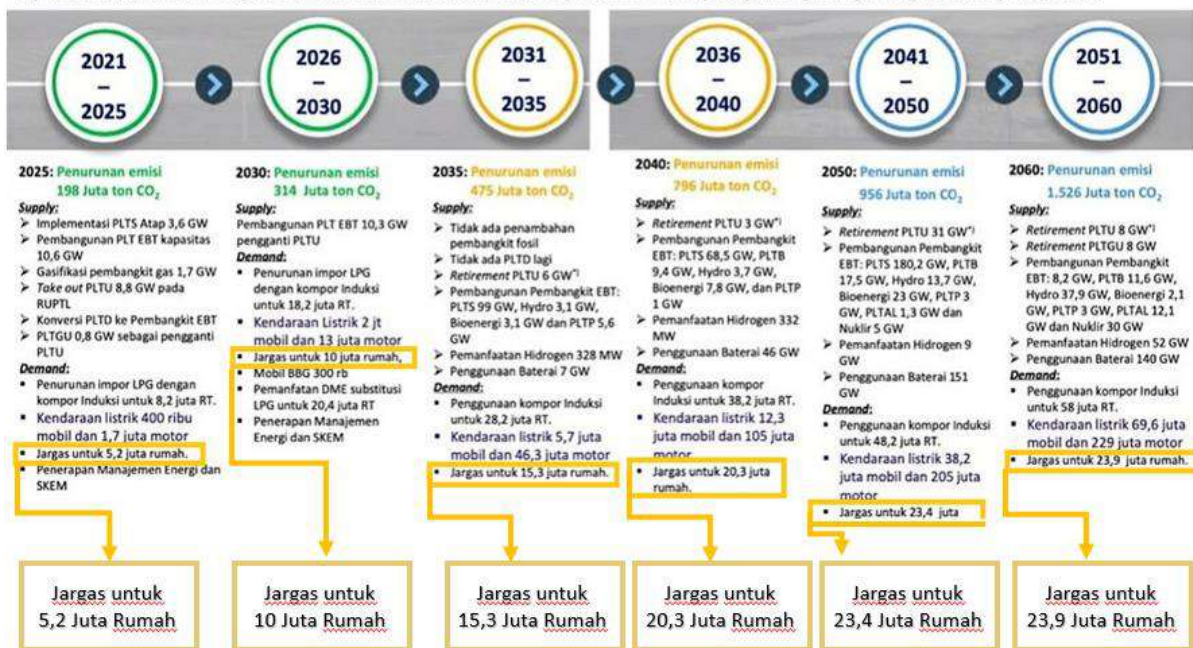 2021
–
2025
2026
–
2030
2031
–
2035
2036
–
2040
2041
–
2050
2051
–
2060
2025: Penurunan emisi
198 Juta ton CO₂
Supply:
➢ Implementasi PLTS Atap 3,6 GW
➢ Pembangunan PLT EBT kapasitas
10,6 GW
➢ Gasifikasi pembangkit gas 1,7 GW
➢ Take out PLTU 8,8 GW pada
RUPTL
➢ Konversi PLTD ke Pembangkit EBT
➢ PLTGU 0,8 GW sebagai pengganti
PLTU
Demand:
▪ Penurunan impor LPG dengan
kompor Induksi untuk 8,2 juta RT.
▪ Kendaraan listrik 400 ribu
mobil dan 1,7 juta motor
▪ Jargas untuk 5,2 juta rumah.
▪ Penerapan Manajemen Energi dan
SKEM
2030: Penurunan emisi
314 Juta ton CO₂
Supply:
Pembangunan PLT EBT 10,3 GW
pengganti PLTU
Demand:
▪ Penurunan impor LPG
dengan kompor Induksi
untuk 18,2 juta RT.
▪ Kendaraan Listrik 2 jt
mobil dan 13 juta motor
▪ Jargas untuk 10 juta rumah,
▪ Mobil BBG 300 rb
▪ Pemanfatan DME substitusi
LPG untuk 20,4 juta RT
▪ Penerapan Manajemen
Energi dan SKEM
2035: Penurunan emisi
475 Juta ton CO₂
Supply:
➢ Tidak ada penambahan
pembangkit fosil
➢ Tidak ada PLTD lagi
➢ Retirement PLTU 6 GW*⁾
➢ Pembangunan Pembangkit EBT:
PLTS 99 GW, Hydro 3,1 GW,
Bioenergi 3,1 GW dan PLTP 5,6
GW
➢ Pemanfaatan Hidrogen 328 MW
➢ Penggunaan Baterai 7 GW
Demand:
▪ Penggunaan kompor Induksi
untuk 28,2 juta RT.
▪ Kendaraan listrik 5,7 juta
mobil dan 46,3 juta motor
▪ Jargas untuk 15,3 juta rumah.
2040: Penurunan emisi
796 Juta ton CO₂
Supply:
➢ Retirement PLTU 3 GW*⁾
➢ Pembangunan Pembangkit
EBT: PLTS 68,5 GW, PLTB
9,4 GW, Hydro 3,7 GW,
Bioenergi 7,8 GW, dan PLTP
1 GW
➢ Pemanfaatan Hidrogen 332
MW
➢ Penggunaan Baterai 46 GW
Demand:
▪ Penggunaan kompor
Induksi untuk 38,2 juta RT.
▪ Kendaraan listrik 12,3
juta mobil dan 105 juta
motor
▪ Jargas untuk 20,3 juta
rumah.
2050: Penurunan emisi
956 Juta ton CO₂
Supply:
➢ Retirement PLTU 31 GW*⁾
➢ Pembangunan Pembangkit
EBT: PLTS 180,2 GW, PLTB
17,5 GW, Hydro 13,7 GW,
Bioenergi 23 GW, PLTP 3
GW, PLTAL 1,3 GW dan
Nuklir 5 GW
➢ Pemanfaatan Hidrogen 9
GW
➢ Penggunaan Baterai 151
GW
Demand:
▪ Penggunaan kompor Induksi
untuk 48,2 juta RT.
▪ Kendaraan listrik 38,2
juta mobil dan 205 juta
motor
▪ Jargas untuk 23,4 juta
2060: Penurunan emisi
1.526 Juta ton CO₂
Supply:
➢ Retirement PLTU 8 GW*⁾
➢ Retirement PLTGU 8 GW
➢ Pembangunan Pembangkit
EBT: 8,2 GW, PLTB 11,6 GW,
Hydro 37,9 GW, Bioenergi 2,1
GW, PLTP 3 GW, PLTAL 12,1
GW dan Nuklir 30 GW
➢ Pemanfaatan Hidrogen 52 GW
➢ Penggunaan Baterai 140 GW
Demand:
▪ Penggunaan kompor Induksi
untuk 58 juta RT.
▪ Kendaraan listrik 69,6 juta
mobil dan 229 juta motor
▪ Jargas untuk 23,9 juta rumah.
Jargas untuk
5,2 Juta Rumah
Jargas untuk
10 Juta Rumah
Jargas untuk
15,3 Juta Rumah
Jargas untuk
20,3 Juta Rumah
Jargas untuk
23,4 Juta Rumah
Jargas untuk
23,9 Juta Rumah